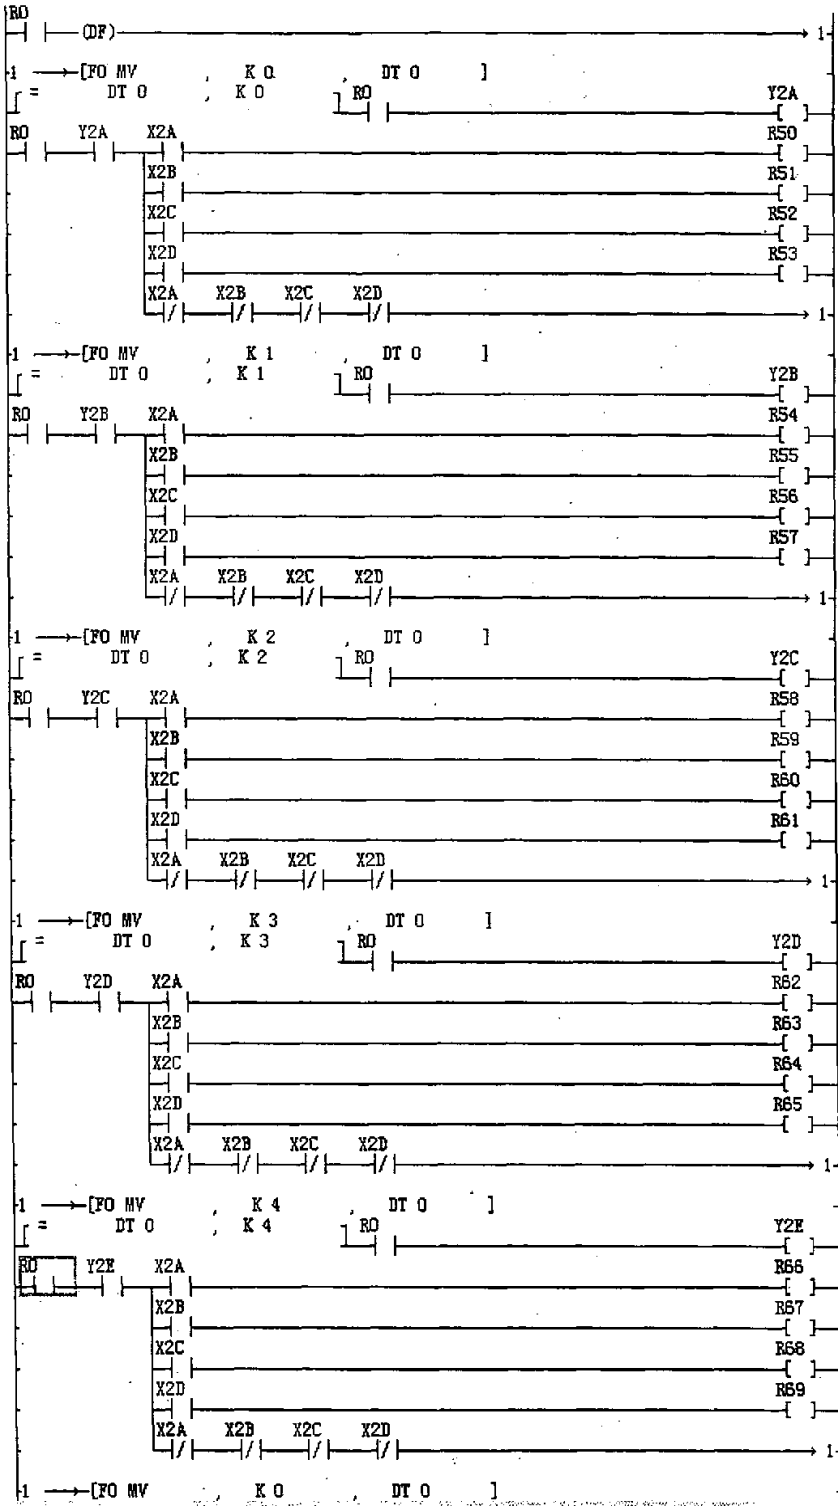 R0
(DF) 1
1 [F0 MV , K 0 , DT 0 ]
= DT 0 , K 0 R0 Y2A
R0 Y2A X2A R50
X2B R51
X2C R52
X2D R53
X2A X2B X2C X2D
1
1 [F0 MV , K 1 , DT 0 ]
= DT 0 , K 1 R0 Y2B
R0 Y2B X2A R54
X2B R55
X2C R56
X2D R57
X2A X2B X2C X2D
1
1 [F0 MV , K 2 , DT 0 ]
= DT 0 , K 2 R0 Y2C
R0 Y2C X2A R58
X2B R59
X2C R60
X2D R61
X2A X2B X2C X2D
1
1 [F0 MV , K 3 , DT 0 ]
= DT 0 , K 3 R0 Y2D
R0 Y2D X2A R62
X2B R63
X2C R64
X2D R65
X2A X2B X2C X2D
1
1 [F0 MV , K 4 , DT 0 ]
= DT 0 , K 4 R0 Y2E
R0 Y2E X2A R66
X2B R67
X2C R68
X2D R69
X2A X2B X2C X2D
1
1 [F0 MV , K 0 , DT 0 ]